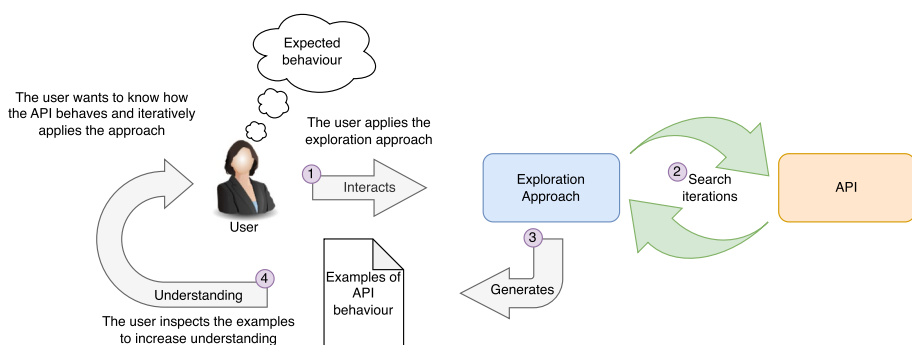 Expected
behaviour
The user wants to know how
the API behaves and iteratively
applies the approach
The user applies the
exploration approach
1
Interacts
User
Exploration
Approach
2
Search
iterations
API
3
Generates
Examples of
API
behaviour
4
Understanding
The user inspects the examples
to increase understanding